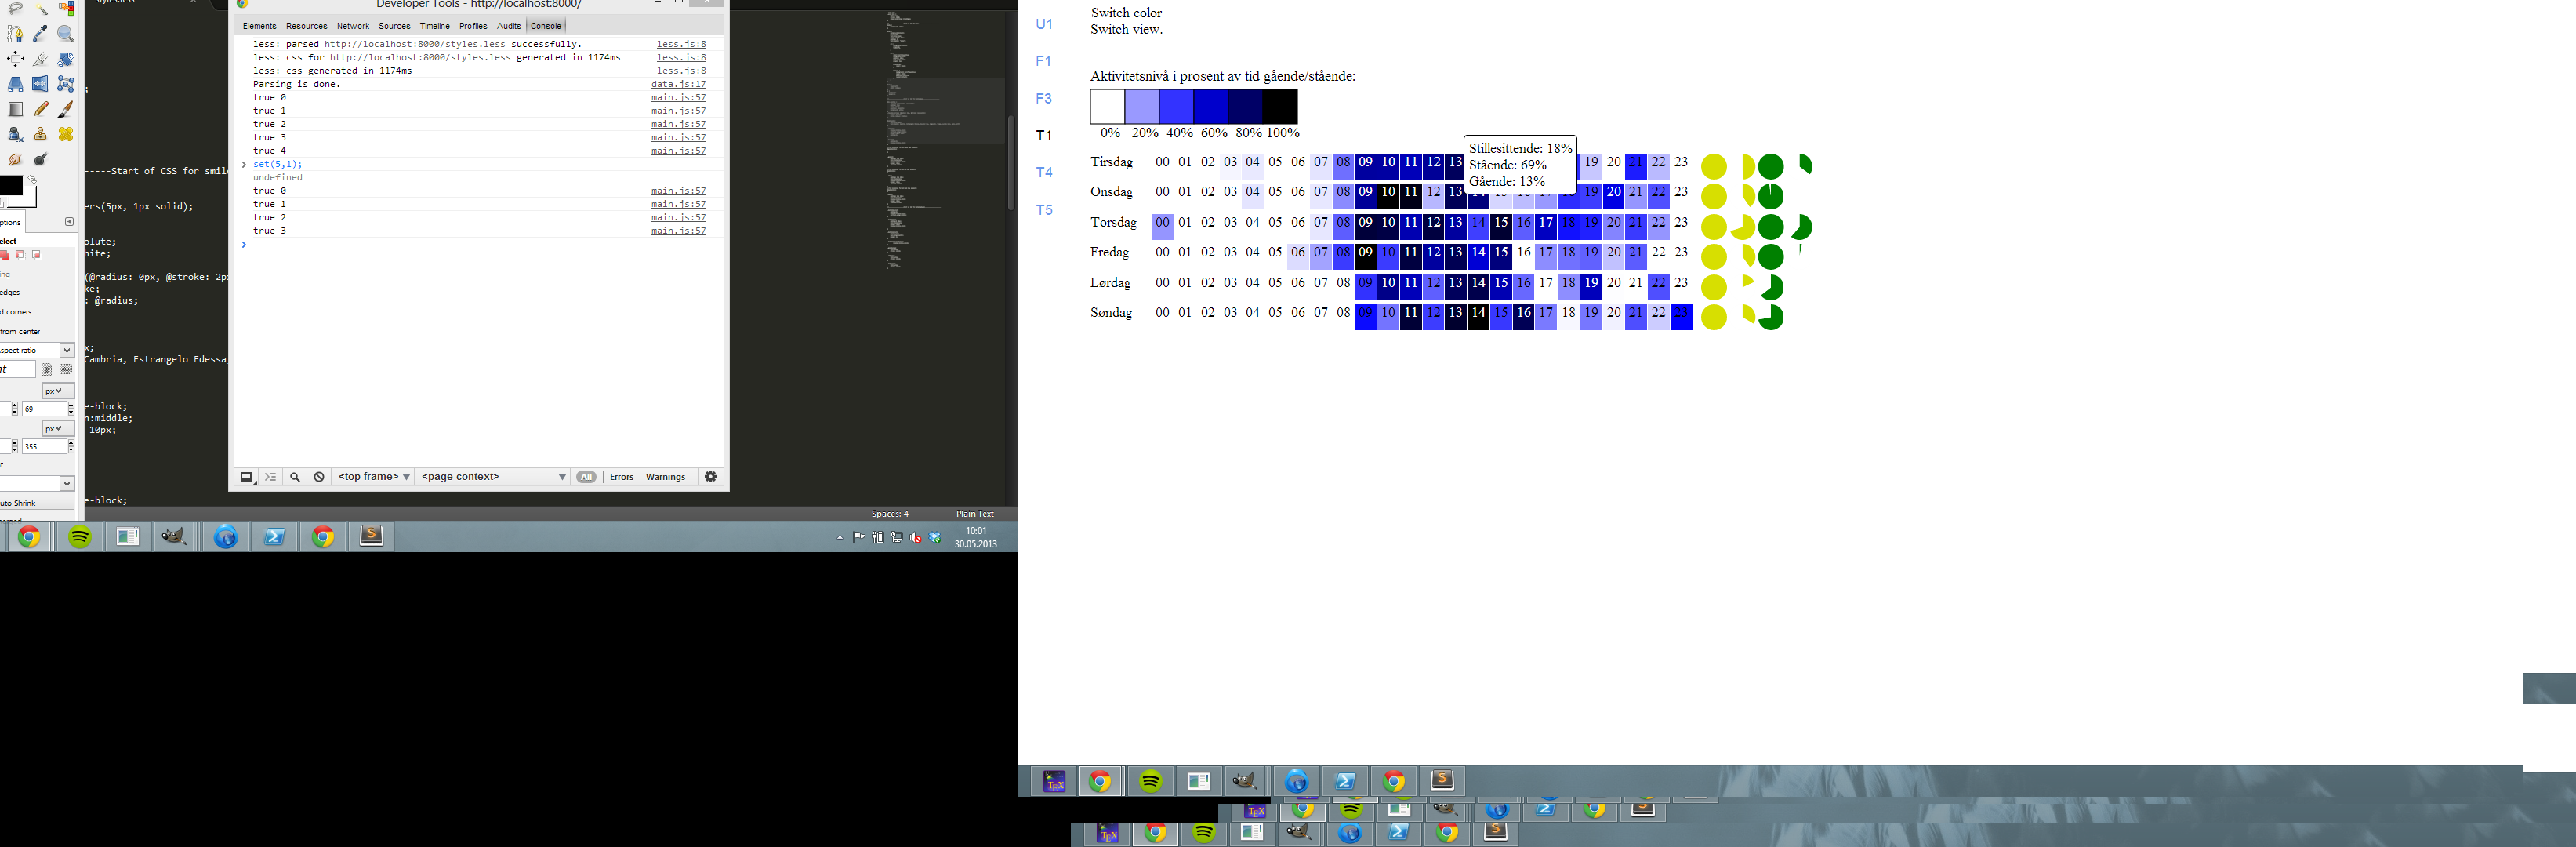 styles.less
Developer Tools - http://localhost:8000/
Elements Resources Network Sources Timeline Profiles Audits Console
less: parsed http://localhost:8000/styles.less successfully. less.js:8
less: css for http://localhost:8000/styles.less generated in 1174ms less.js:8
less: css generated in 1174ms less.js:8
Parsing is done. data.js:17
true 0 main.js:57
true 1 main.js:57
true 2 main.js:57
true 3 main.js:57
true 4 main.js:57
set(5,1);
undefined
true 0 main.js:57
true 1 main.js:57
true 2 main.js:57
true 3 main.js:57
<top frame> <page context> All Errors Warnings
;
-----Start of CSS for smil
ers(5px, 1px solid);
olute;
hite;
(@radius: 0px, @stroke: 2p
ke;
: @radius;
x;
Cambria, Estrangelo Edessa
e-block;
n:middle;
10px;
e-block;
ptions
elect
ing
edges
d corners
from center
spect ratio
nt
px
69
px
355
t
uto Shrink
Spaces: 4 Plain Text
10:01
30.05.2013
U1
F1
F3
T1
T4
T5
Switch color
Switch view.
Aktivitetsnivå i prosent av tid gående/stående:
0% 20% 40% 60% 80% 100%
Stillesittende: 18%
Stående: 69%
Gående: 13%
Tirsdag 00 01 02 03 04 05 06 07 08 09 10 11 12 13 19 20 21 22 23
Onsdag 00 01 02 03 04 05 06 07 08 09 10 11 12 13 19 20 21 22 23
Torsdag 00 01 02 03 04 05 06 07 08 09 10 11 12 13 14 15 16 17 18 19 20 21 22 23
Fredag 00 01 02 03 04 05 06 07 08 09 10 11 12 13 14 15 16 17 18 19 20 21 22 23
Lørdag 00 01 02 03 04 05 06 07 08 09 10 11 12 13 14 15 16 17 18 19 20 21 22 23
Søndag 00 01 02 03 04 05 06 07 08 09 10 11 12 13 14 15 16 17 18 19 20 21 22 23